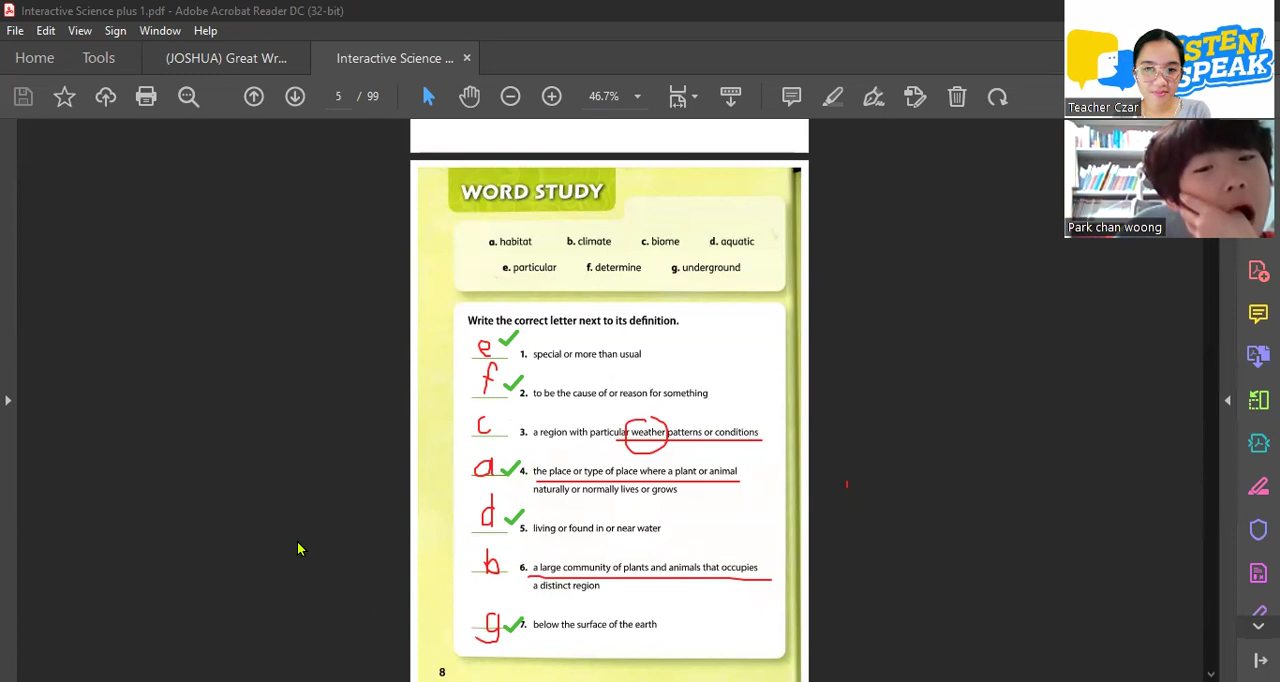 Interactive Science plus 1.pdf - Adobe Acrobat Reader DC (32-bit)
File Edit View Sign Window Help
Home Tools (JOSHUA) Great Wr... Interactive Science ... ×
5 / 99 46.7%
STEN
SPEAK
Teacher Czar
Park chan woong
WORD STUDY
a. habitat b. climate c. biome d. aquatic
e. particular f. determine g. underground
Write the correct letter next to its definition.
e 1. special or more than usual
f 2. to be the cause of or reason for something
c 3. a region with particular weather patterns or conditions
a 4. the place or type of place where a plant or animal
naturally or normally lives or grows
d 5. living or found in or near water
b 6. a large community of plants and animals that occupies
a distinct region
g 7. below the surface of the earth
8